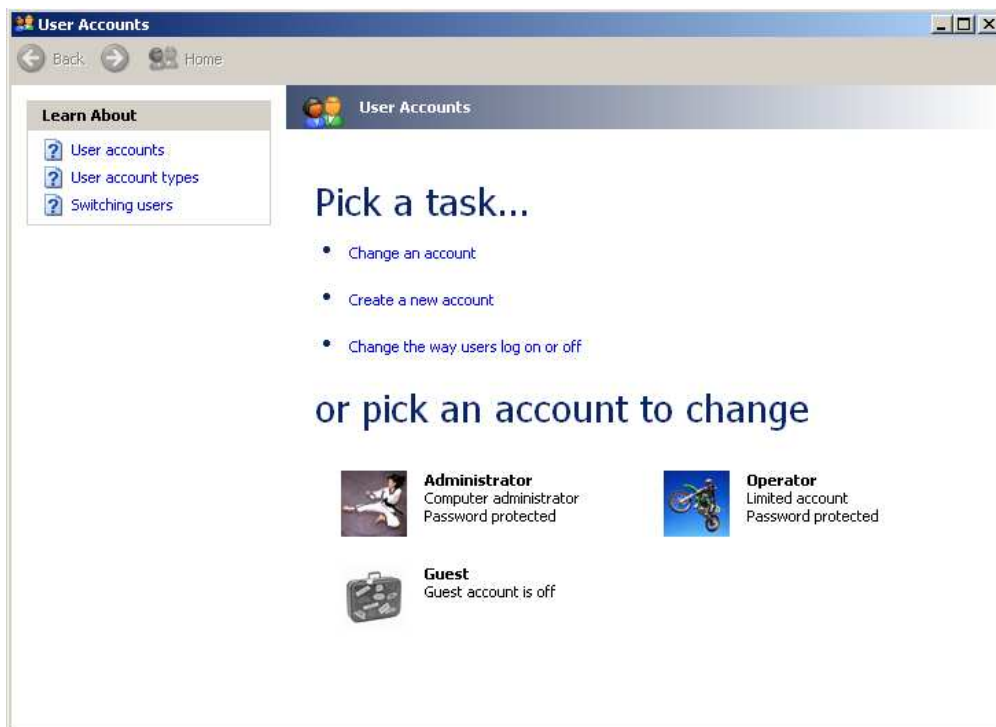 User Accounts
Back Home
Learn About
User accounts
User account types
Switching users
User Accounts
Pick a task...
Change an account
Create a new account
Change the way users log on or off
or pick an account to change
Administrator
Computer administrator
Password protected
Operator
Limited account
Password protected
Guest
Guest account is off